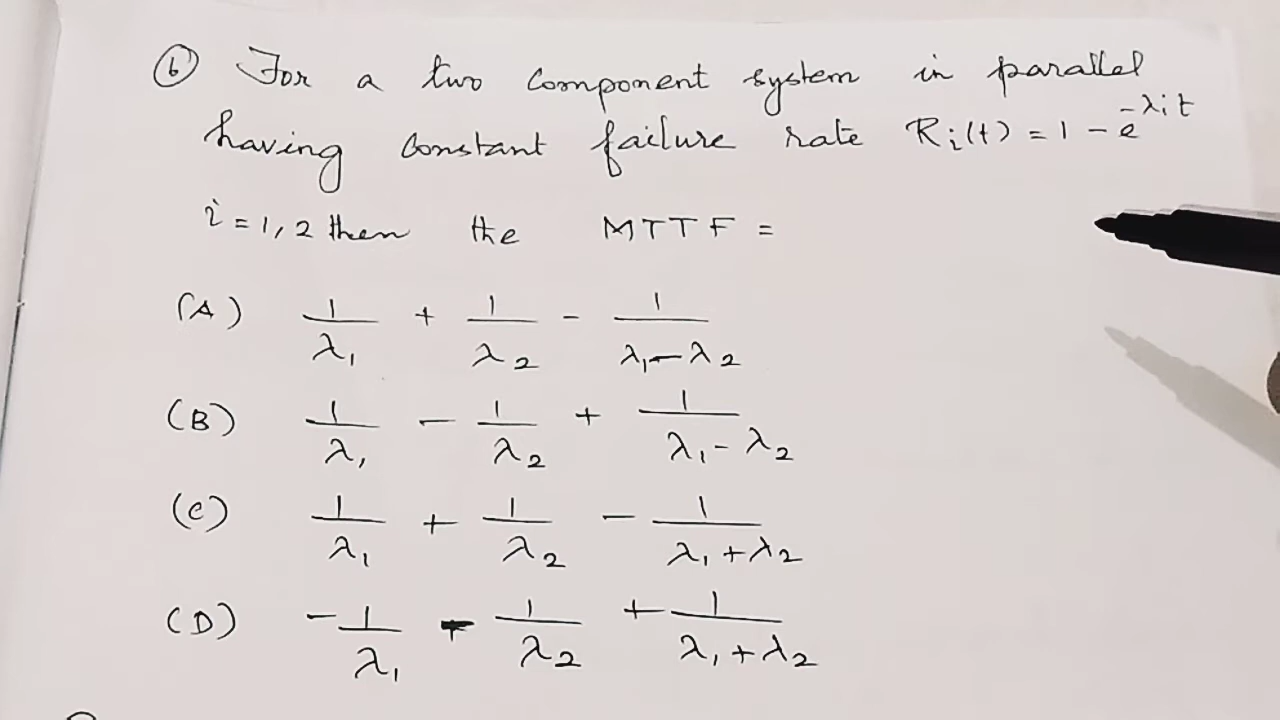 ⑥ For a two component system in parallel
having constant failure rate Rᵢ(t) = 1 - e^{-λit}
i = 1, 2 then the MTTF =
(A) 1/λ₁ + 1/λ₂ - 1/(λ₁-λ₂)
(B) 1/λ₁ - 1/λ₂ + 1/(λ₁-λ₂)
(C) 1/λ₁ + 1/λ₂ - 1/(λ₁+λ₂)
(D) -1/λ₁ - 1/λ₂ + 1/(λ₁+λ₂)